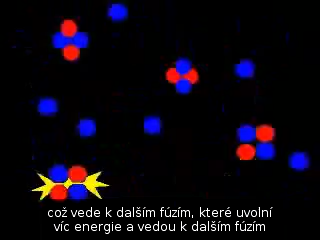 což vede k dalším fúzím, které uvolní
víc energie a vedou k dalším fúzím